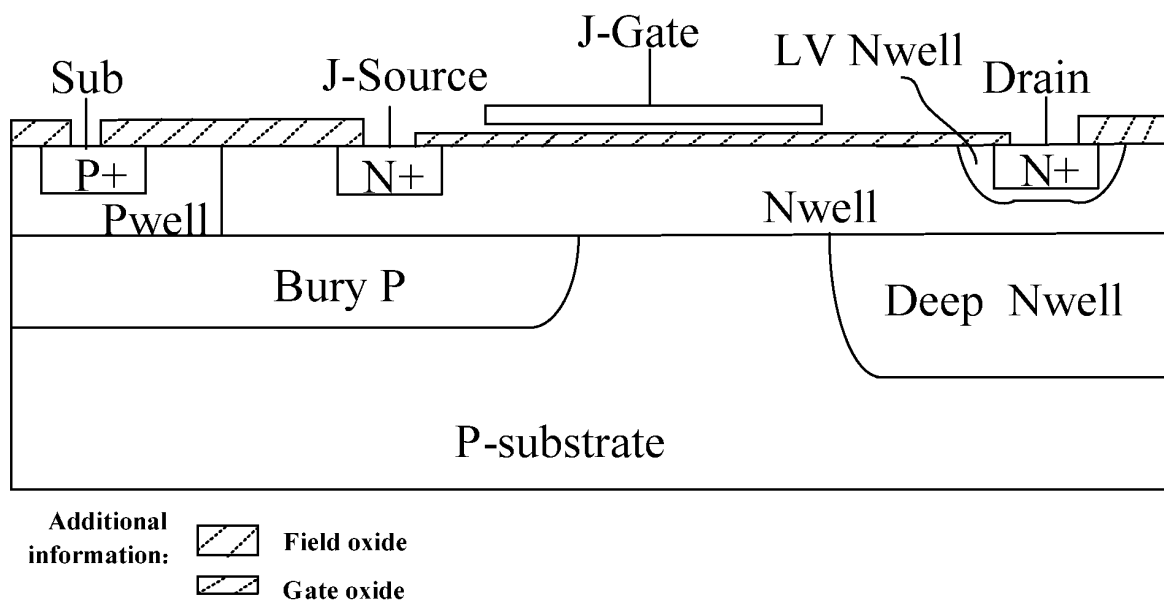 J-Gate
LV Nwell
Sub
J-Source
Drain
P+
N+
N+
Pwell
Nwell
Bury P
Deep Nwell
P-substrate
Additional
information:
Field oxide
Gate oxide